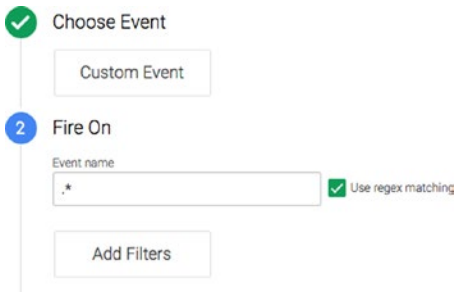 Choose Event
Custom Event
2 Fire On
Event name
.*
Use regex matching
Add Filters